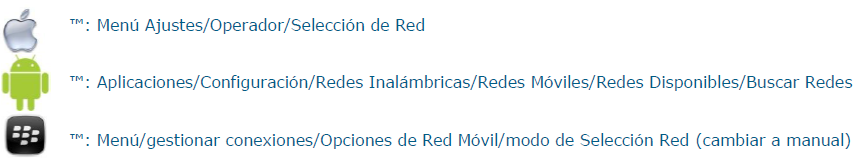 ™: Menú Ajustes/Operador/Selección de Red
™: Aplicaciones/Configuración/Redes Inalámbricas/Redes Móviles/Redes Disponibles/Buscar Redes
™: Menú/gestionar conexiones/Opciones de Red Móvil/modo de Selección Red (cambiar a manual)